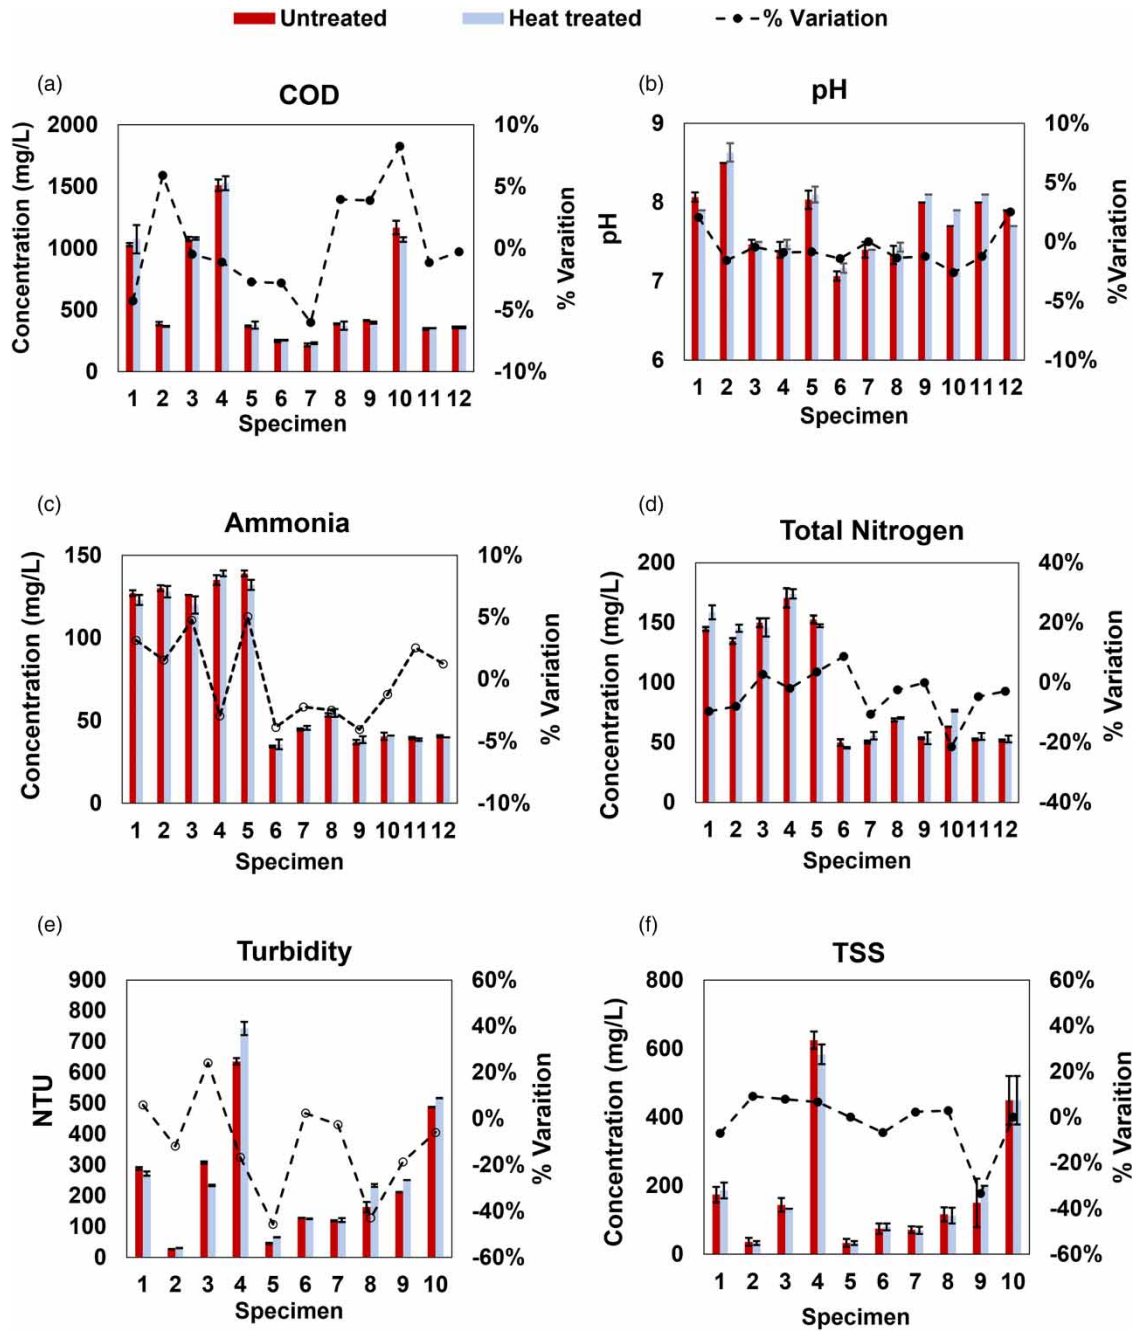 Untreated Heat treated % Variation
(a)
COD
Concentration (mg/L)
2000
1500
1000
500
0
10%
5%
0%
-5%
-10%
% Varaition
1 2 3 4 5 6 7 8 9 10 11 12
Specimen
(b)
pH
pH
9
8
7
6
10%
5%
0%
-5%
-10%
%Variation
1 2 3 4 5 6 7 8 9 10 11 12
Specimen
(c)
Ammonia
Concentration (mg/L)
150
100
50
0
10%
5%
0%
-5%
-10%
% Variation
1 2 3 4 5 6 7 8 9 10 11 12
Specimen
(d)
Total Nitrogen
Concentration (mg/L)
200
150
100
50
0
40%
20%
0%
-20%
-40%
% Variation
1 2 3 4 5 6 7 8 9 10 11 12
Specimen
(e)
Turbidity
NTU
900
800
700
600
500
400
300
200
100
0
60%
40%
20%
0%
-20%
-40%
-60%
% Varaition
1 2 3 4 5 6 7 8 9 10
Specimen
(f)
TSS
Concentration (mg/L)
800
600
400
200
0
60%
40%
20%
0%
-20%
-40%
-60%
% Varaition
1 2 3 4 5 6 7 8 9 10
Specimen